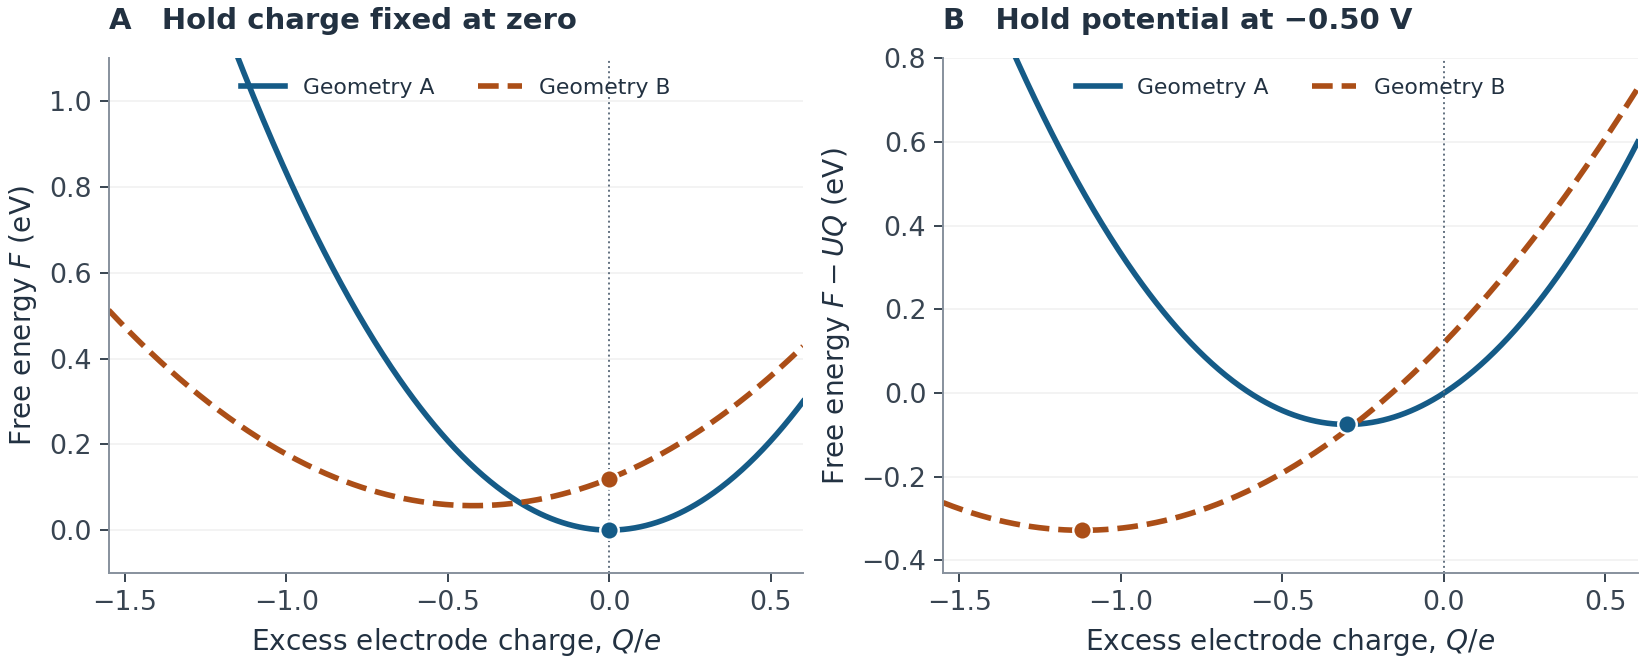 A Hold charge fixed at zero
Geometry A
Geometry B
1.0
0.8
0.6
0.4
0.2
0.0
Free energy F (eV)
−1.5
−1.0
−0.5
0.0
0.5
Excess electrode charge, Q/e
B Hold potential at −0.50 V
Geometry A
Geometry B
0.8
0.6
0.4
0.2
0.0
−0.2
−0.4
Free energy F − UQ (eV)
−1.5
−1.0
−0.5
0.0
0.5
Excess electrode charge, Q/e